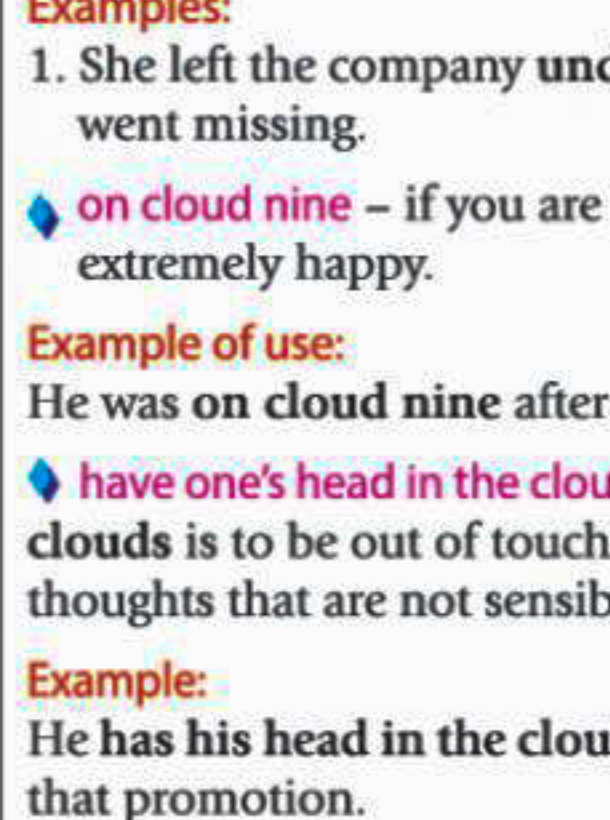 Examples:
1. She left the company
went missing.
on cloud nine – if you are
extremely happy.
Example of use:
He was on cloud nine after
have one's head in the
clouds is to be out of touch
thoughts that are not
Example:
He has his head in the
that promotion.